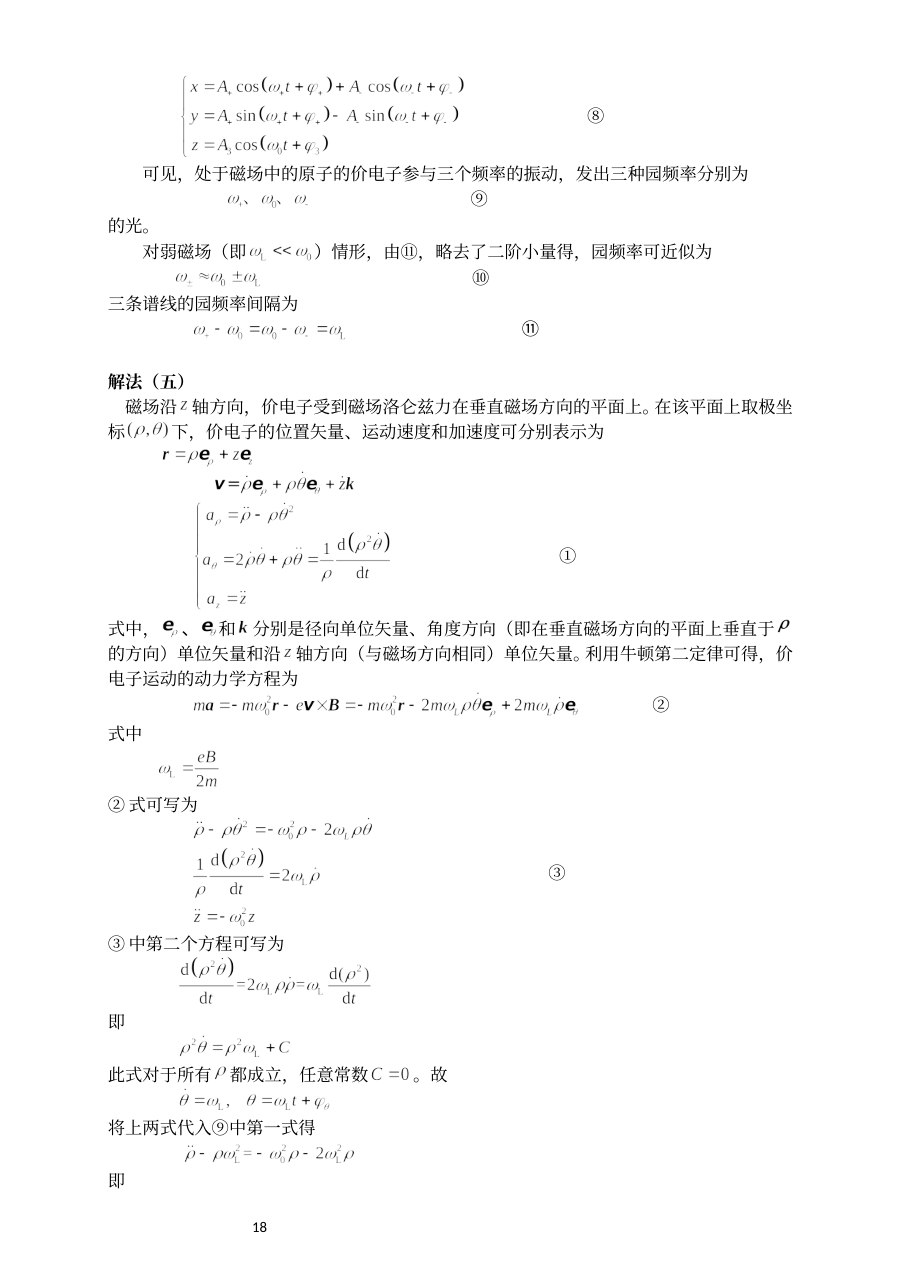 x = A₊cos(ω₊t + φ₊) + A₋cos(ω₋t + φ₋)
y = A₊sin(ω₊t + φ₊) - A₋sin(ω₋t + φ₋) ⑧
z = A₃cos(ω₀t + φ₃)
可见，处于磁场中的原子的价电子参与三个频率的振动，发出三种园频率分别为
ω₊、ω₀、ω₋ ⑨
的光。
对弱磁场（即ω_L << ω₀）情形，由⑪，略去了二阶小量得，园频率可近似为
ω_± ≈ ω₀ ± ω_L ⑩
三条谱线的园频率间隔为
ω₊ - ω₀ = ω₀ - ω₋ = ω_L ⑪
解法（五）
磁场沿 z 轴方向，价电子受到磁场洛仑兹力在垂直磁场方向的平面上。在该平面上取极坐
标(ρ,θ)下，价电子的位置矢量、运动速度和加速度可分别表示为
r = ρe_ρ + ze_z
v = ρ̇e_ρ + ρθ̇e_θ + żk
a_ρ = ρ̈ - ρθ̇²
a_θ = 2ρ̇θ̇ + ρθ̈ = (1/ρ) d(ρ²θ̇)/dt ①
a_z = z̈
式中，e_ρ、e_θ和 k 分别是径向单位矢量、角度方向（即在垂直磁场方向的平面上垂直于ρ
的方向）单位矢量和沿 z 轴方向（与磁场方向相同）单位矢量。利用牛顿第二定律可得，价
电子运动的动力学方程为
ma = -mω₀²r - ev×B = -mω₀²r - 2mω_Lρθ̇e_ρ + 2mω_Lρ̇e_θ ②
式中
ω_L = eB/2m
② 式可写为
ρ̈ - ρθ̇² = -ω₀²ρ - 2ω_Lρθ̇
(1/ρ) d(ρ²θ̇)/dt = 2ω_Lρ̇ ③
z̈ = -ω₀²z
③ 中第二个方程可写为
d(ρ²θ̇)/dt = 2ω_Lρρ̇ = ω_L d(ρ²)/dt
即
ρ²θ̇ = ρ²ω_L + C
此式对于所有ρ都成立，任意常数C = 0。故
θ̇ = ω_L, θ = ω_Lt + φ_θ
将上两式代入⑨中第一式得
ρ̈ - ρω_L² = -ω₀²ρ - 2ω_L²ρ
即
18